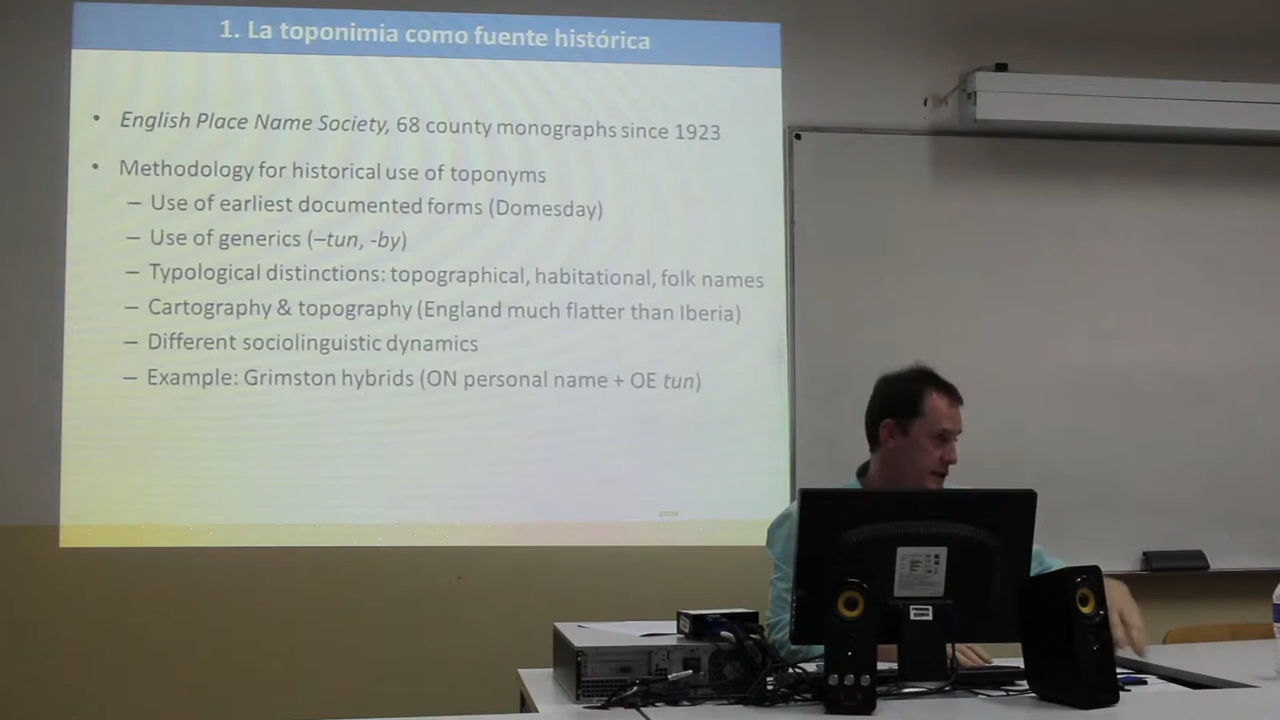 1. La toponimia como fuente histórica
• English Place Name Society, 68 county monographs since 1923
• Methodology for historical use of toponyms
– Use of earliest documented forms (Domesday)
– Use of generics (–tun, -by)
– Typological distinctions: topographical, habitational, folk names
– Cartography & topography (England much flatter than Iberia)
– Different sociolinguistic dynamics
– Example: Grimston hybrids (ON personal name + OE tun)